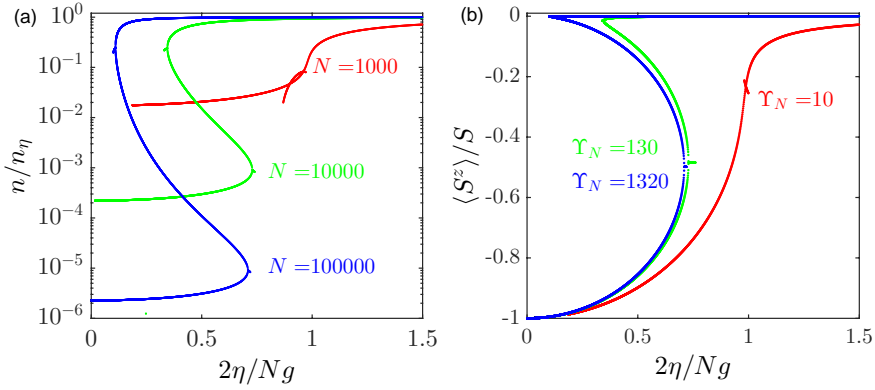 (a)
10^0
10^-1
10^-2
10^-3
10^-4
10^-5
10^-6
n/n_η
N =1000
N =10000
N =100000
0
0.5
1
1.5
2η/Ng
(b)
0
-0.2
-0.4
-0.6
-0.8
-1
⟨S^z⟩/S
Υ_N =10
Υ_N =130
Υ_N =1320
0
0.5
1
1.5
2η/Ng